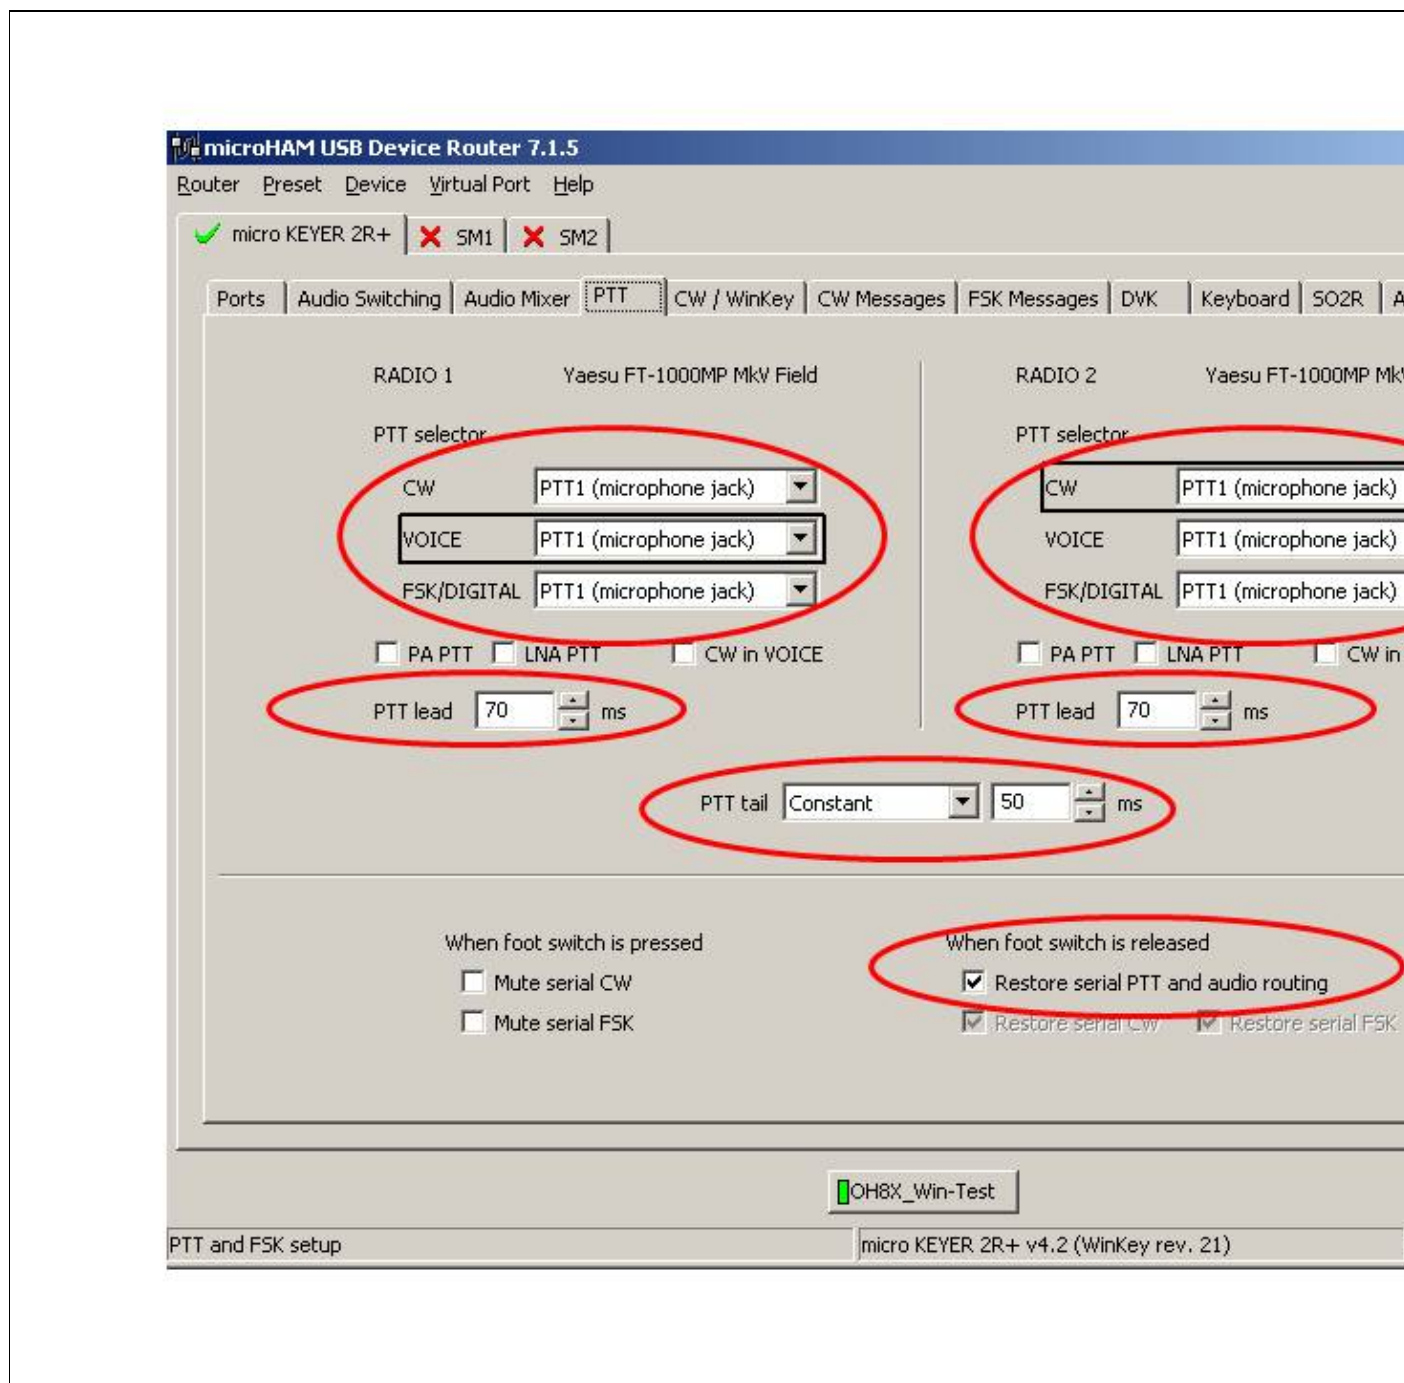 microHAM USB Device Router 7.1.5
Router Preset Device Virtual Port Help
micro KEYER 2R+ SM1 SM2
Ports Audio Switching Audio Mixer PTT CW / WinKey CW Messages FSK Messages DVK Keyboard SO2R A
RADIO 1 Yaesu FT-1000MP MkV Field RADIO 2 Yaesu FT-1000MP MkV
PTT selector PTT selector
CW PTT1 (microphone jack) CW PTT1 (microphone jack)
VOICE PTT1 (microphone jack) VOICE PTT1 (microphone jack)
FSK/DIGITAL PTT1 (microphone jack) FSK/DIGITAL PTT1 (microphone jack)
PA PTT LNA PTT CW in VOICE PA PTT LNA PTT CW in
PTT lead 70 ms PTT lead 70 ms
PTT tail Constant 50 ms
When foot switch is pressed When foot switch is released
Mute serial CW Restore serial PTT and audio routing
Mute serial FSK Restore serial CW Restore serial FSK
OH8X_Win-Test
PTT and FSK setup micro KEYER 2R+ v4.2 (WinKey rev. 21)